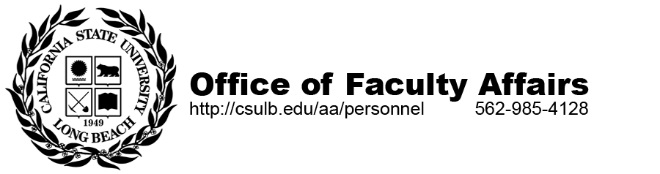 CALIFORNIA STATE UNIVERSITY
LONG BEACH
1949
Office of Faculty Affairs
http://csulb.edu/aa/personnel 562-985-4128